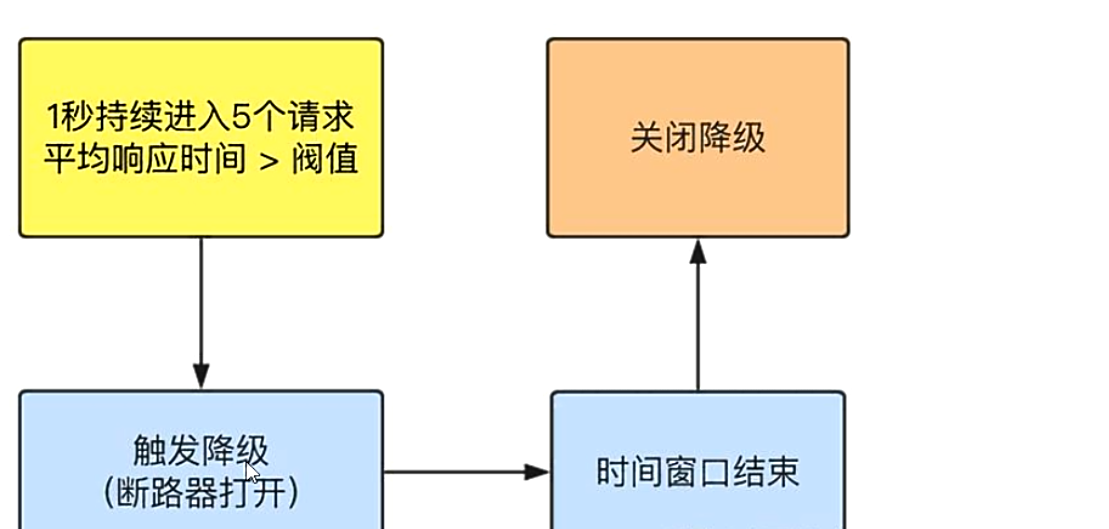 1秒持续进入5个请求
平均响应时间 > 阀值
关闭降级
触发降级
(断路器打开)
时间窗口结束